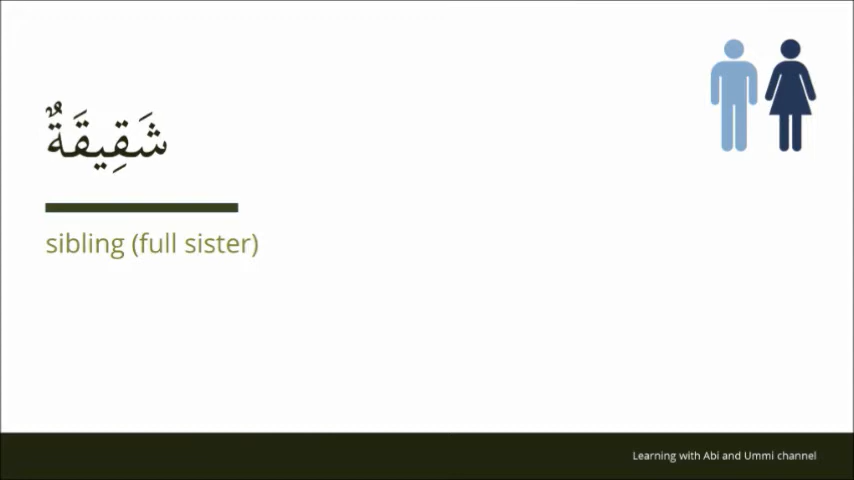 شَقِيقَةٌ
sibling (full sister)
Learning with Abi and Ummi channel